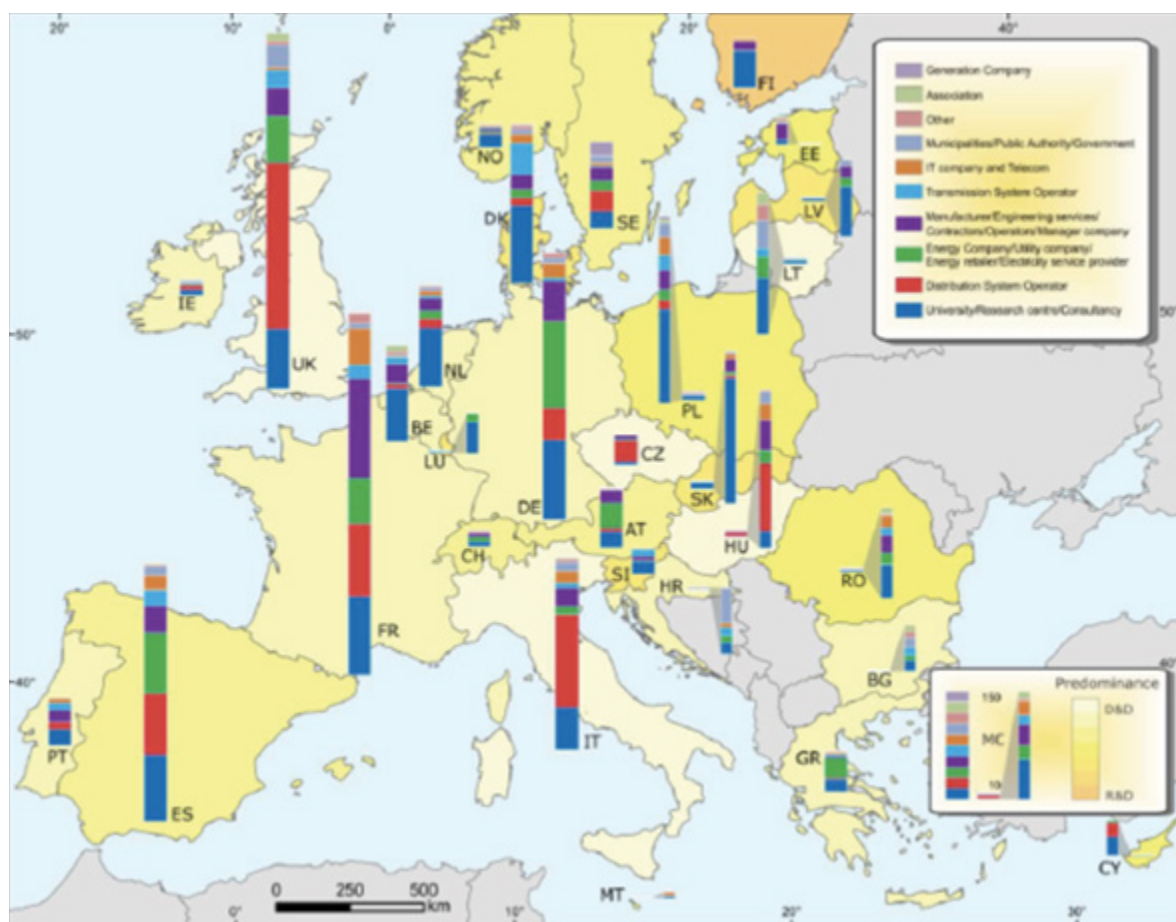 20°
10°
0°
20°
40°
FI
Generation Company
Association
Other
Municipalities/Public Authority/Government
IT company and Telecom
Transmission System Operator
Manufacturer/Engineering services/
Contractors/Operators/Manager company
Energy Company/Utility company/
Energy retailer/Electricity service provider
Distribution System Operator
University/Research centre/Consultancy
NO
EE
DK
SE
LV
LT
IE
50°
50°
UK
NL
PL
BE
LU
CZ
SK
DE
AT
HU
CH
SI
HR
RO
FR
40°
40°
BG
Predominance
150
D&D
MC
10
R&D
PT
IT
GR
ES
CY
MT
0
250
500
km
0°
10°
20°
30°